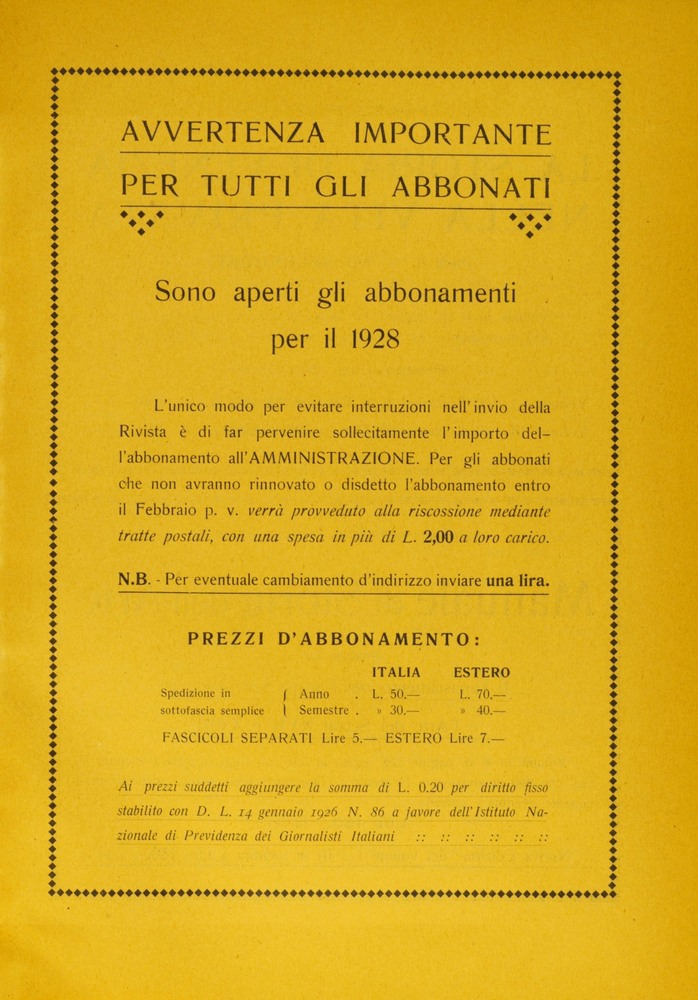 AVVERTENZA IMPORTANTE
PER TUTTI GLI ABBONATI
Sono aperti gli abbonamenti
per il 1928
L'unico modo per evitare interruzioni nell'invio della
Rivista è di far pervenire sollecitamente l'importo del-
l'abbonamento all'AMMINISTRAZIONE. Per gli abbonati
che non avranno rinnovato o disdetto l'abbonamento entro
il Febbraio p. v. verrà provveduto alla riscossione mediante
tratte postali, con una spesa in più di L. 2,00 a loro carico.
N.B. - Per eventuale cambiamento d'indirizzo inviare una lira.
PREZZI D'ABBONAMENTO:
ITALIA ESTERO
Spedizione in { Anno . L. 50.— L. 70.—
sottofascia semplice { Semestre . » 30.— » 40.—
FASCICOLI SEPARATI Lire 5.— ESTERO Lire 7.—
Ai prezzi suddetti aggiungere la somma di L. 0.20 per diritto fisso
stabilito con D. L. 14 gennaio 1926 N. 86 a favore dell'Istituto Na-
zionale di Previdenza dei Giornalisti Italiani :: :: :: :: :: ::